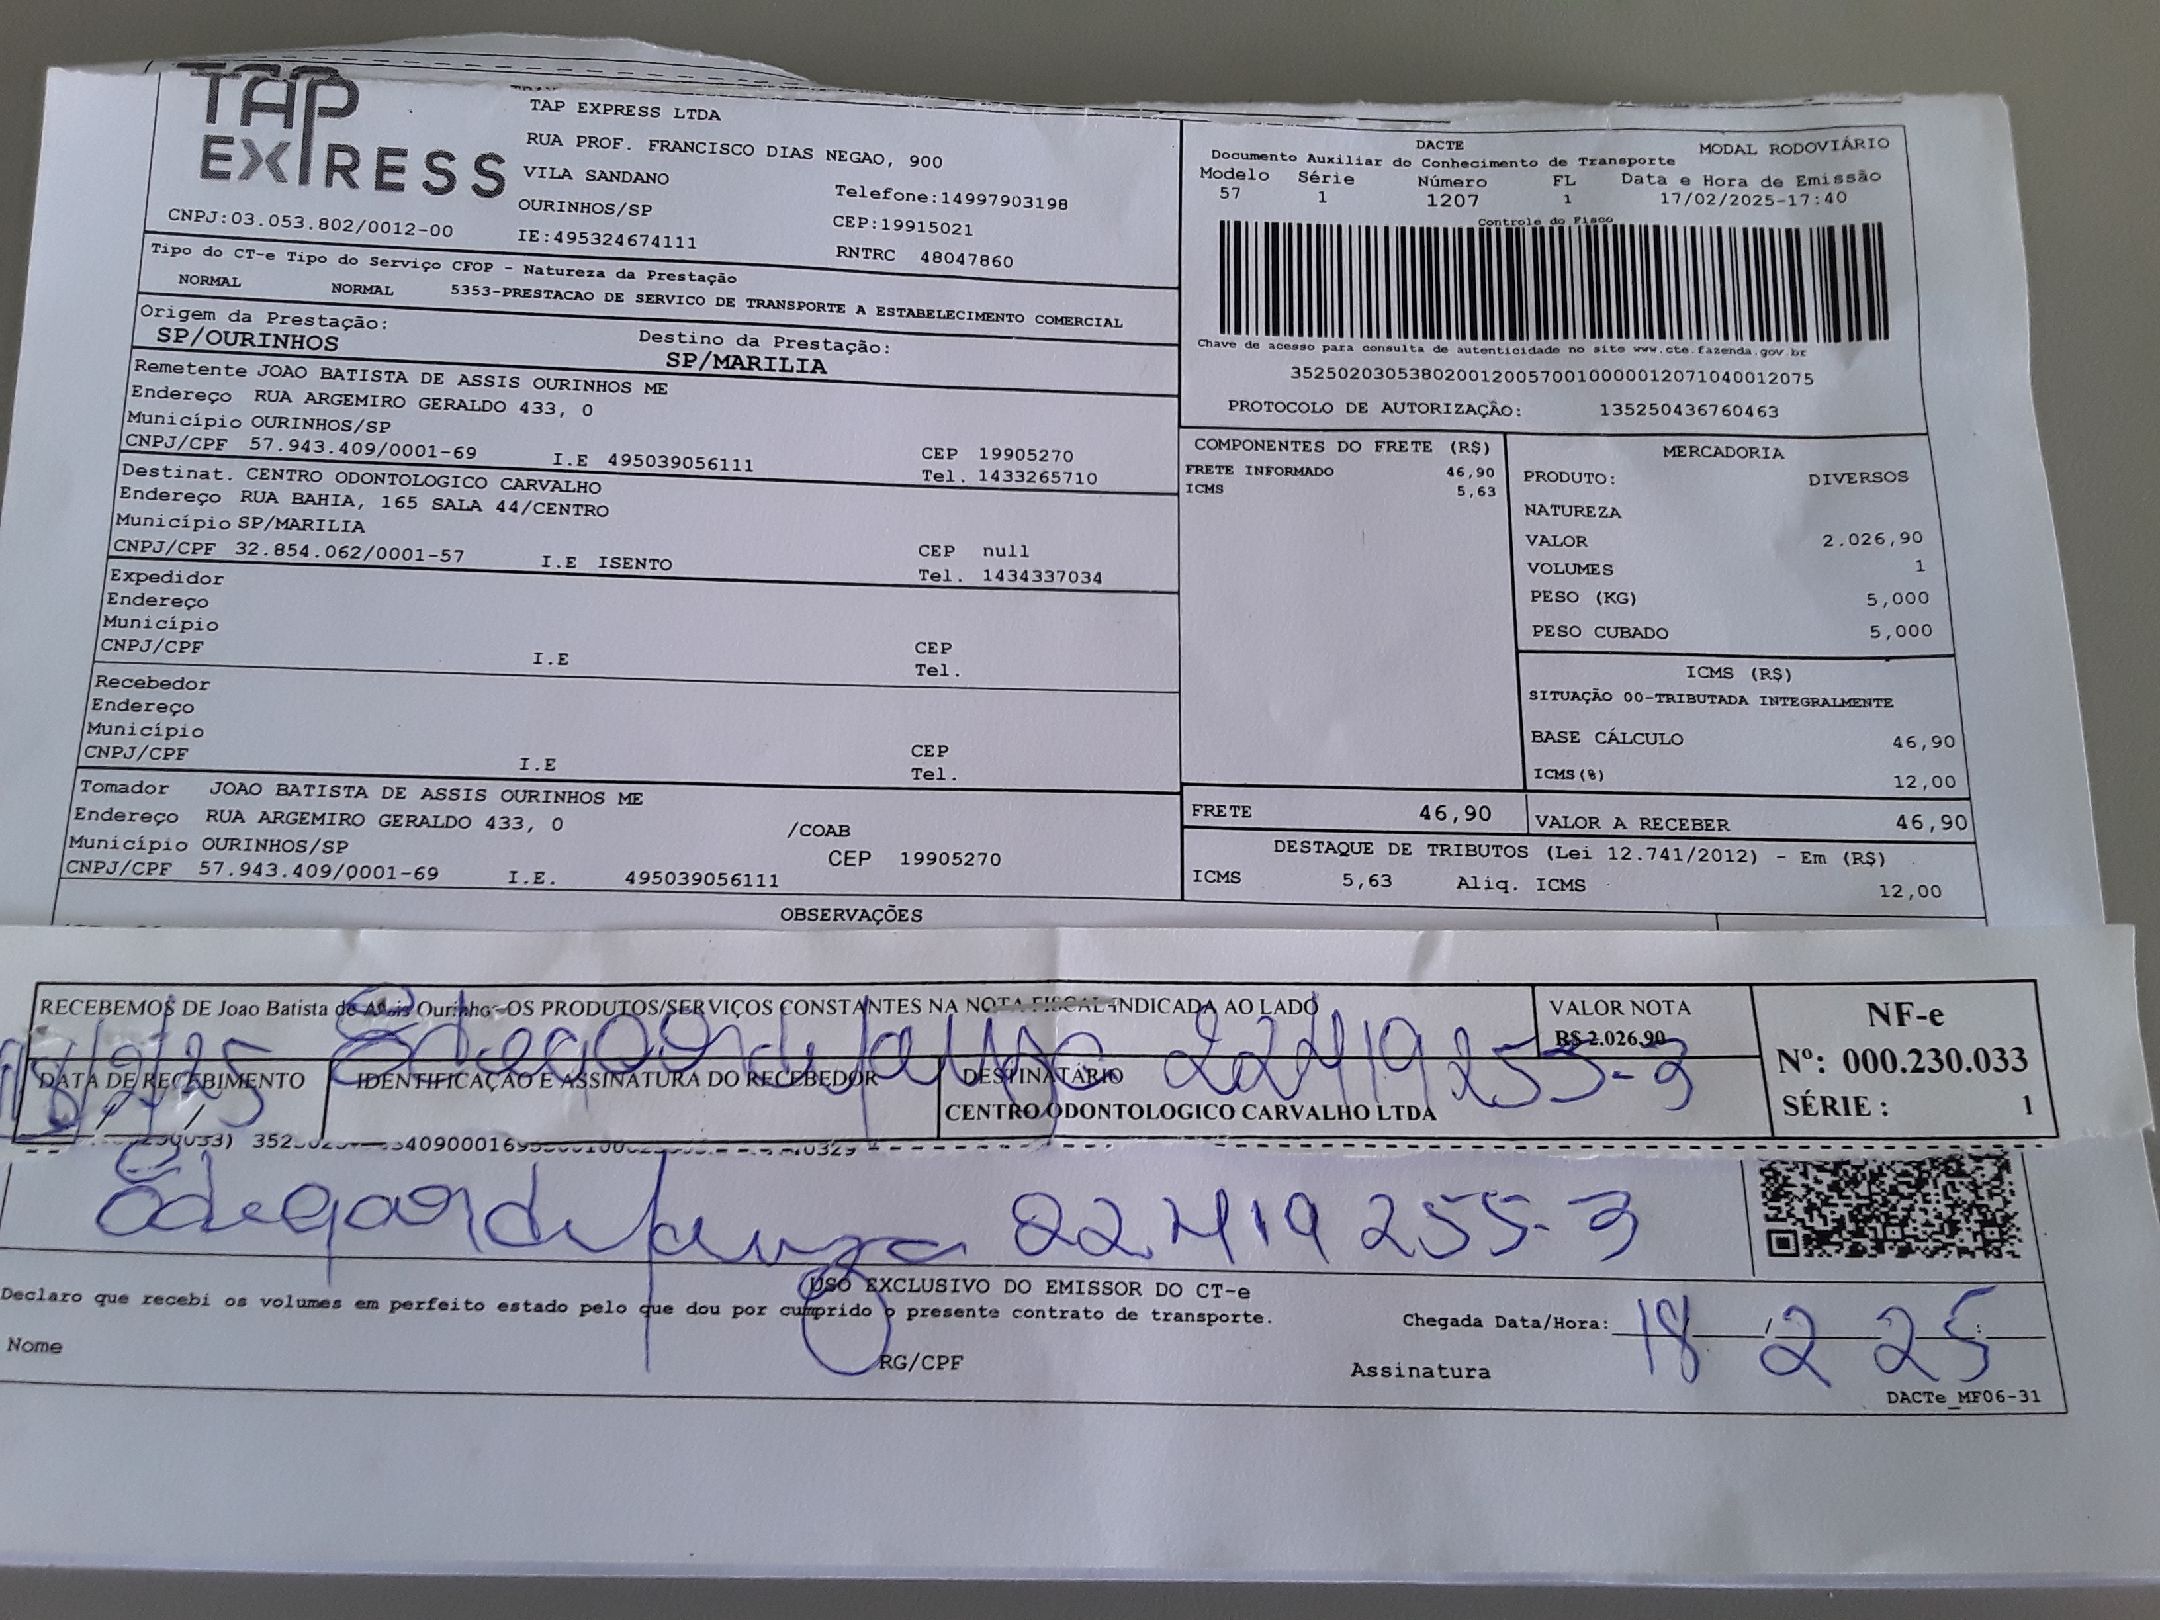 TAP
EXPRESS
TAP EXPRESS LTDA
RUA PROF. FRANCISCO DIAS NEGAO, 900
VILA SANDANO
Telefone:14997903198
OURINHOS/SP
CEP:19915021
CNPJ:03.053.802/0012-00
IE:495324674111
RNTRC 48047860
DACTE
MODAL RODOVIÁRIO
Documento Auxiliar do Conhecimento de Transporte
Modelo Série Número FL Data e Hora de Emissão
57 1 1207 1 17/02/2025-17:40
Controle do Fisco
Chave de acesso para consulta de autenticidade no site www.cte.fazenda.gov.br
35250203053802001200570010000012071040012075
PROTOCOLO DE AUTORIZAÇÃO: 135250436760463
Tipo do CT-e Tipo do Serviço CFOP - Natureza da Prestação
NORMAL NORMAL 5353-PRESTACAO DE SERVICO DE TRANSPORTE A ESTABELECIMENTO COMERCIAL
Origem da Prestação: Destino da Prestação:
SP/OURINHOS SP/MARILIA
Remetente JOAO BATISTA DE ASSIS OURINHOS ME
Endereço RUA ARGEMIRO GERALDO 433, 0
Município OURINHOS/SP CEP 19905270
CNPJ/CPF 57.943.409/0001-69 I.E 495039056111 Tel. 1433265710
Destinat. CENTRO ODONTOLOGICO CARVALHO
Endereço RUA BAHIA, 165 SALA 44/CENTRO
Município SP/MARILIA CEP null
CNPJ/CPF 32.854.062/0001-57 I.E ISENTO Tel. 1434337034
Expedidor
Endereço
Município CEP
CNPJ/CPF I.E Tel.
Recebedor
Endereço
Município CEP
CNPJ/CPF I.E Tel.
Tomador JOAO BATISTA DE ASSIS OURINHOS ME
Endereço RUA ARGEMIRO GERALDO 433, 0 /COAB
Município OURINHOS/SP CEP 19905270
CNPJ/CPF 57.943.409/0001-69 I.E. 495039056111
COMPONENTES DO FRETE (R$)
FRETE INFORMADO 46,90
ICMS 5,63
MERCADORIA
PRODUTO: DIVERSOS
NATUREZA
VALOR 2.026,90
VOLUMES 1
PESO (KG) 5,000
PESO CUBADO 5,000
ICMS (R$)
SITUAÇÃO 00-TRIBUTADA INTEGRALMENTE
BASE CÁLCULO 46,90
ICMS(%) 12,00
FRETE 46,90 VALOR A RECEBER 46,90
DESTAQUE DE TRIBUTOS (Lei 12.741/2012) - Em (R$)
ICMS 5,63 Aliq. ICMS 12,00
OBSERVAÇÕES
RECEBEMOS DE Joao Batista de Assis Ourinhos OS PRODUTOS/SERVIÇOS CONSTANTES NA NOTA FISCAL INDICADA AO LADO
VALOR NOTA
R$ 2.026,90
NF-e
Nº: 000.230.033
SÉRIE : 1
18/2/25 22 419 255-3
DATA DE RECEBIMENTO IDENTIFICAÇÃO E ASSINATURA DO RECEBEDOR DESTINATÁRIO
/ / CENTRO ODONTOLOGICO CARVALHO LTDA
22 419 255-3
USO EXCLUSIVO DO EMISSOR DO CT-e
Declaro que recebi os volumes em perfeito estado pelo que dou por cumprido o presente contrato de transporte.
Chegada Data/Hora: 18 / 2 25
Nome RG/CPF Assinatura
DACTe_MF06-31